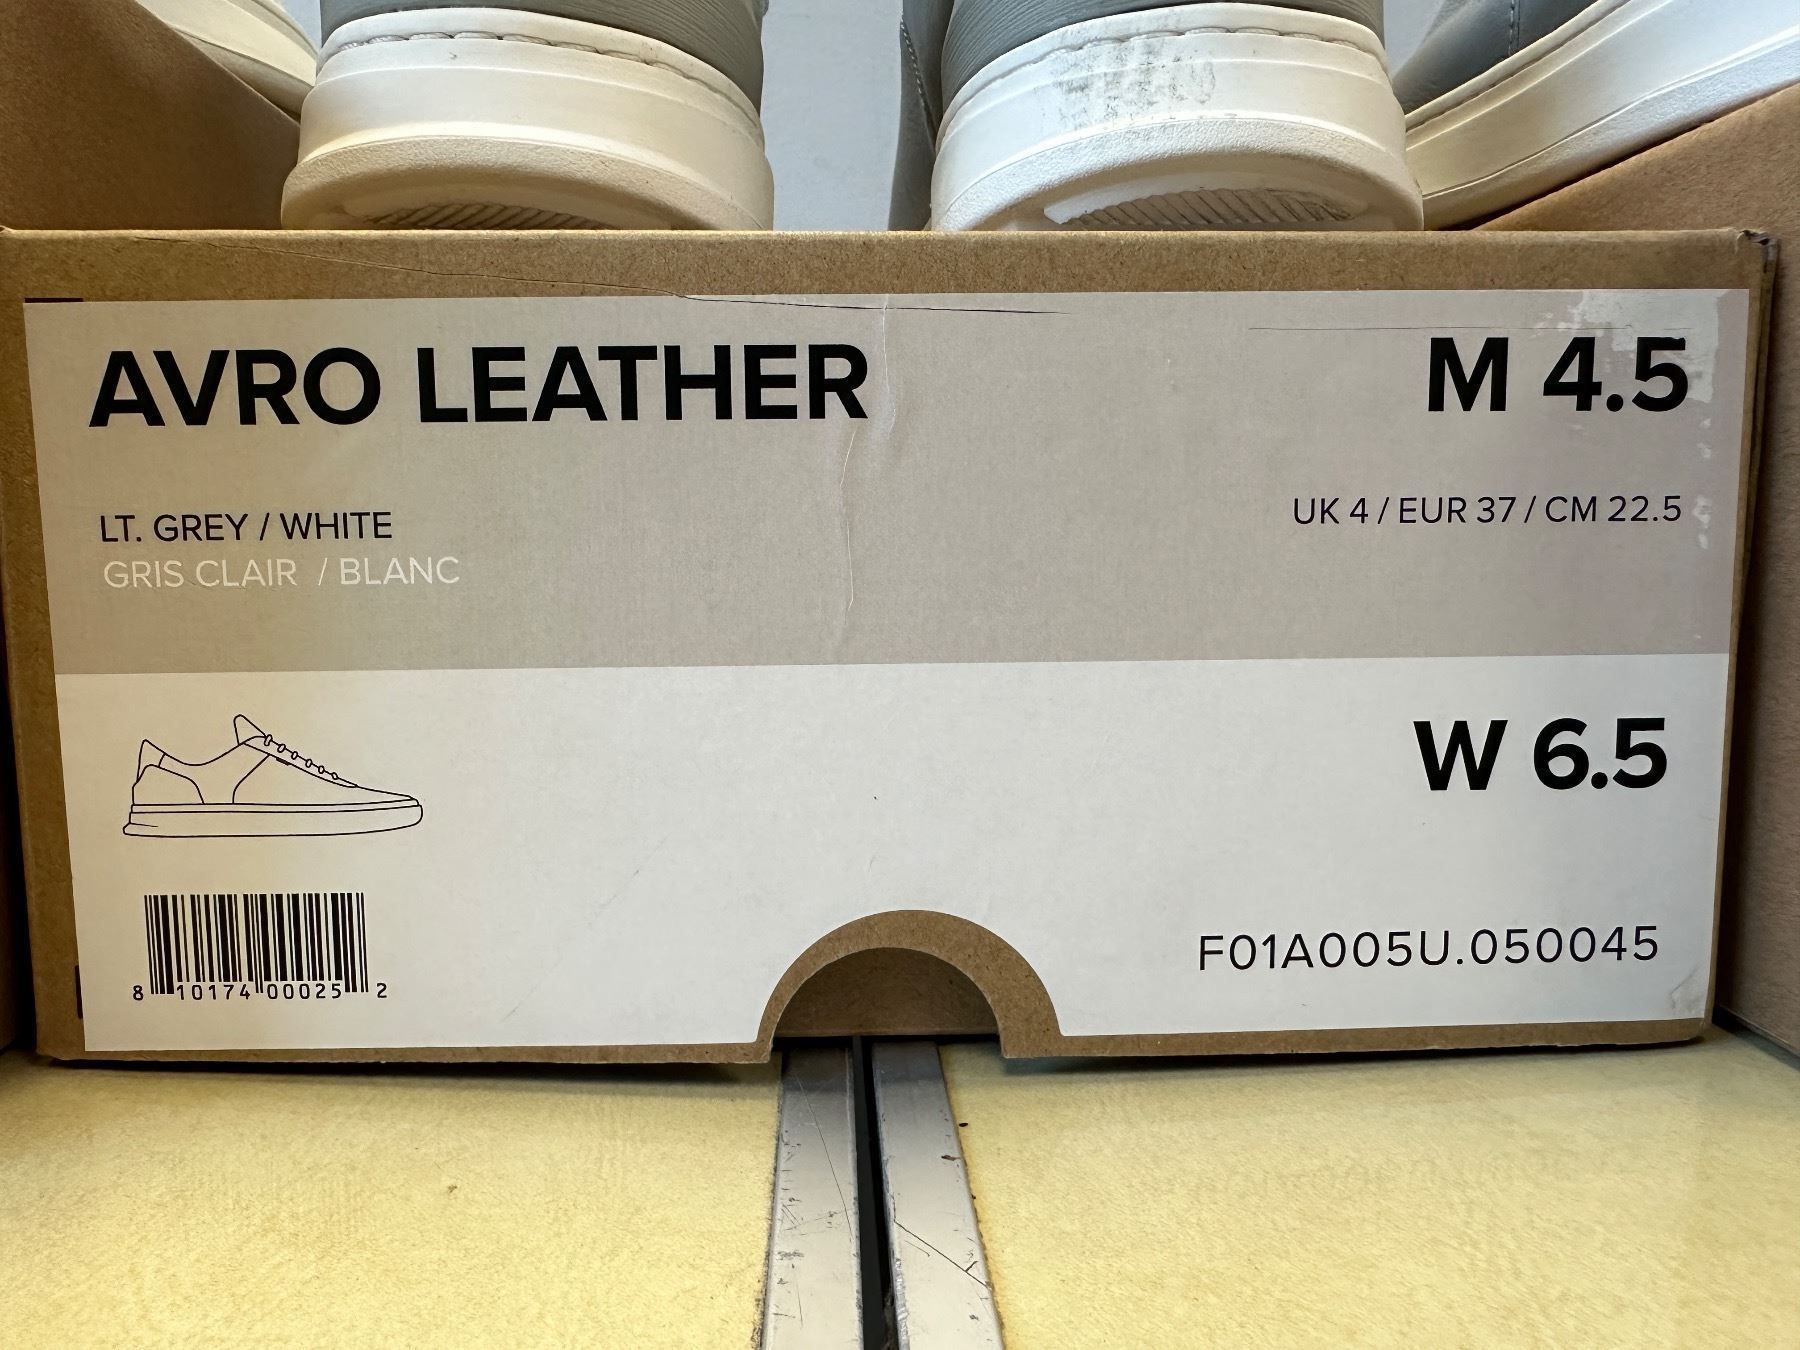 AVRO LEATHER
M 4.5
LT. GREY / WHITE
GRIS CLAIR / BLANC
UK 4 / EUR 37 / CM 22.5
W 6.5
F01A005U.050045
8 10174 00025 2